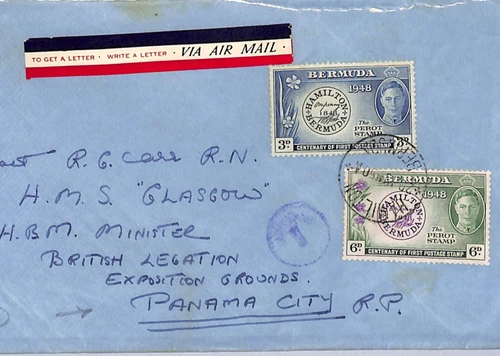 TO GET A LETTER · WRITE A LETTER · VIA AIR MAIL ·
BERMUDA
1948
HAMILTON
1848
BERMUDA
The
PEROT
STAMP
3D
CENTENARY OF FIRST POSTAGE STAMP
BERMUDA
1948
HAMILTON
BERMUDA
The
PEROT
STAMP
6D
CENTENARY OF FIRST POSTAGE STAMP
6D
R.G. Carr R.N.
H.M.S "GLASGOW"
H.B.M. MINISTER
BRITISH LEGATION
EXPOSITION GROUNDS.
PANAMA CITY R.P.